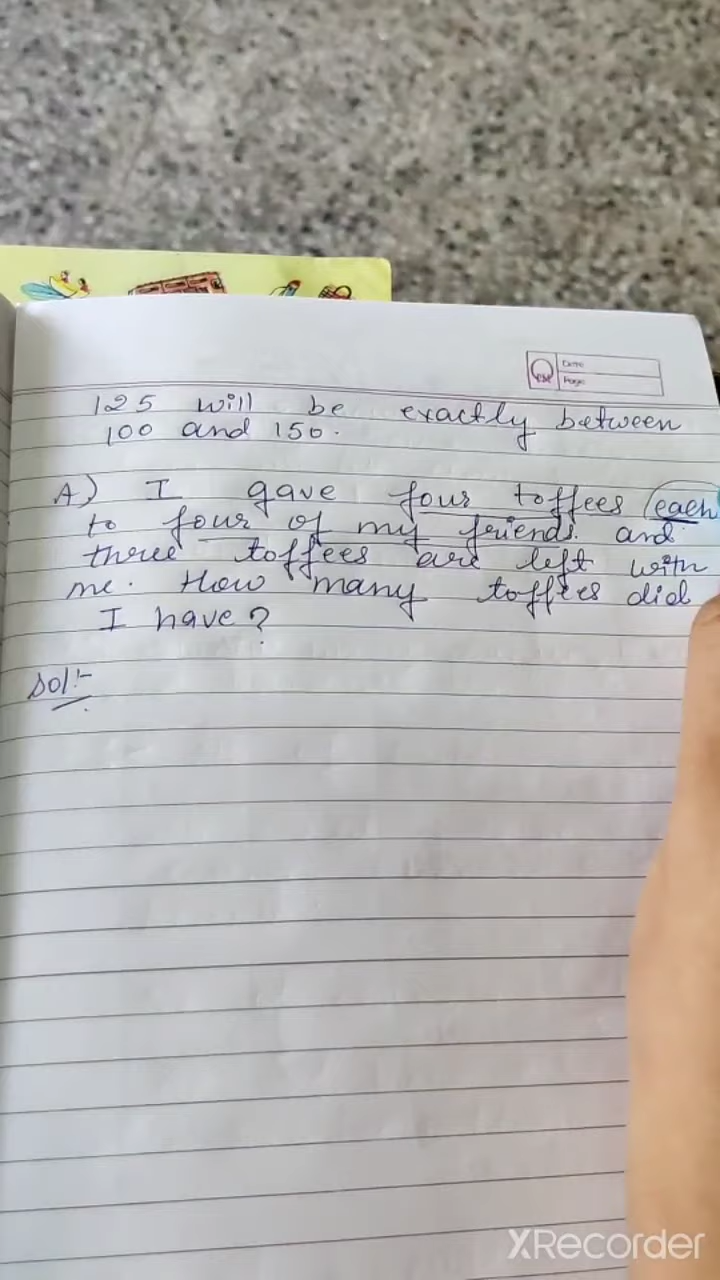 Date
Page
125 will be exactly between
100 and 150.
A) I gave four toffees each
to four of my friends. and
three toffees are left with
me. How many toffees did
I have?
Sol:-
XRecorder